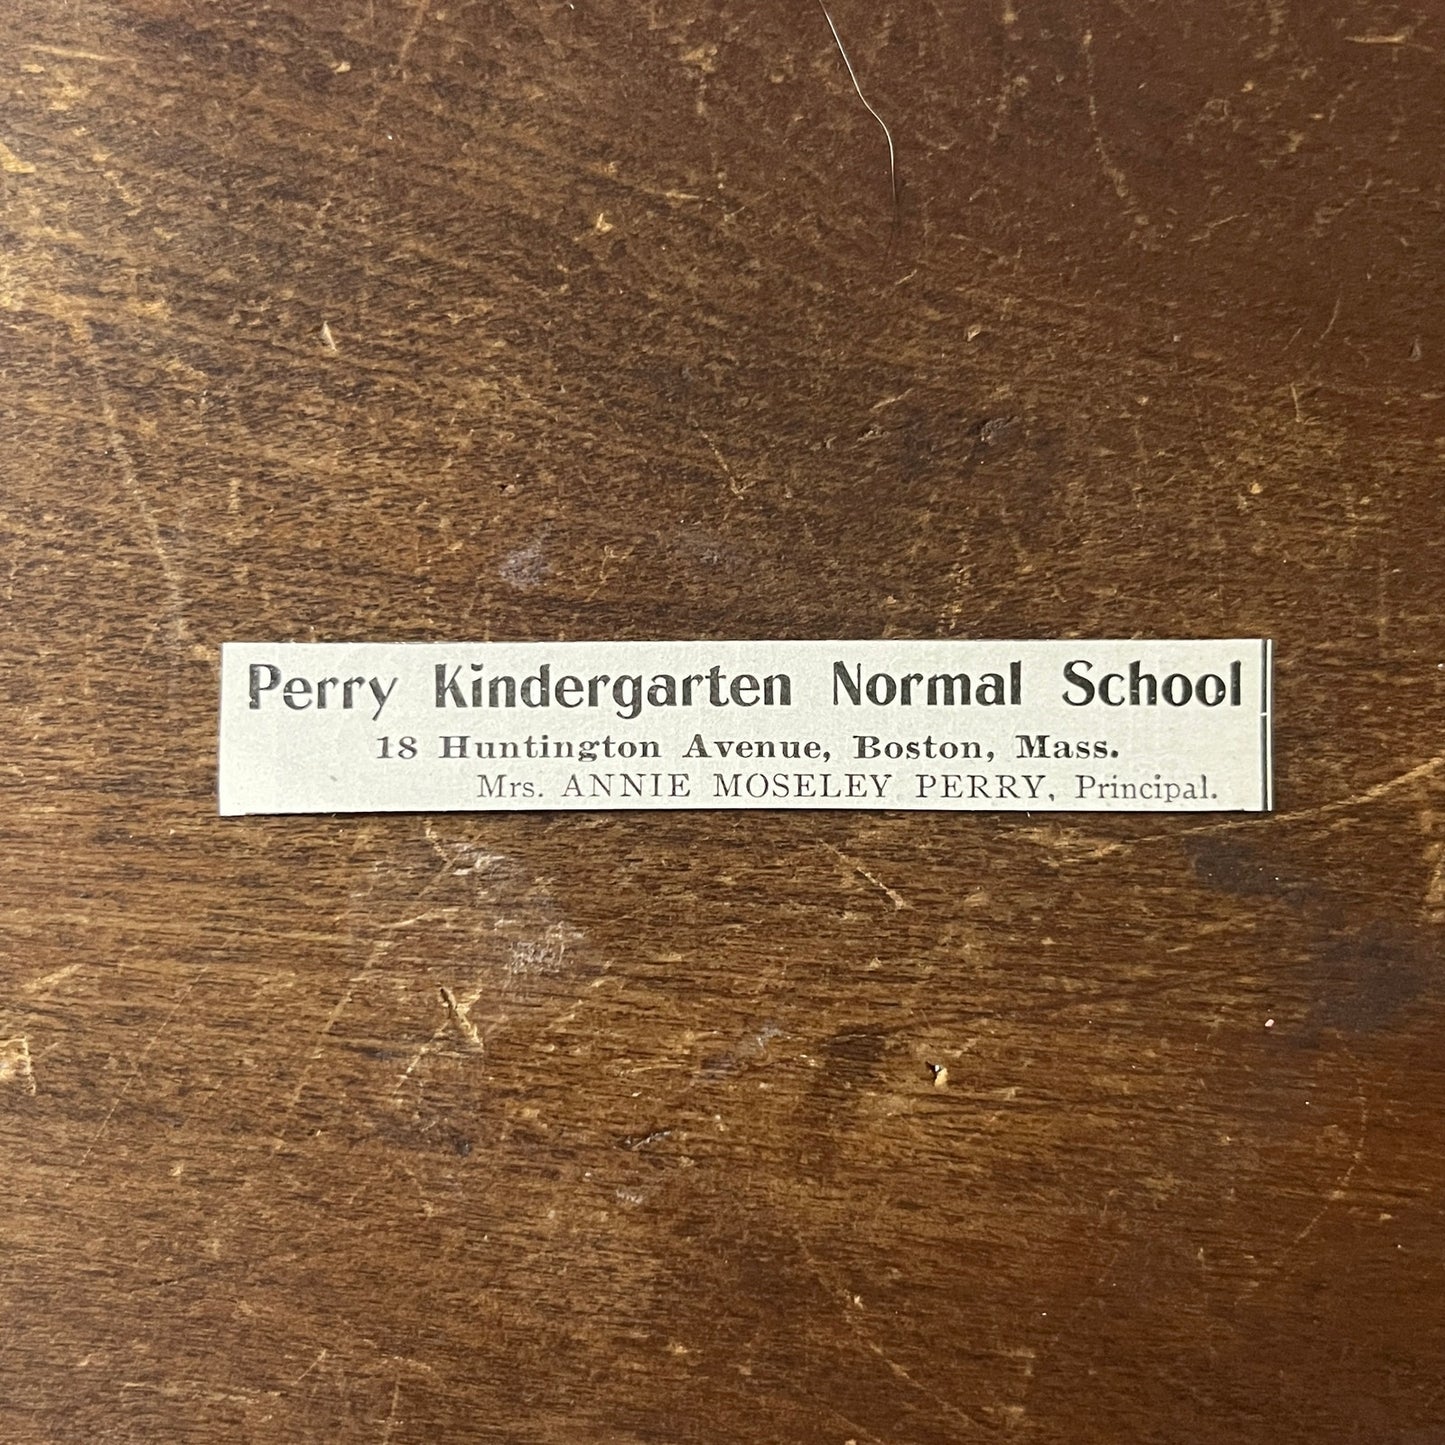 Perry Kindergarten Normal School
18 Huntington Avenue, Boston, Mass.
Mrs. ANNIE MOSELEY PERRY, Principal.